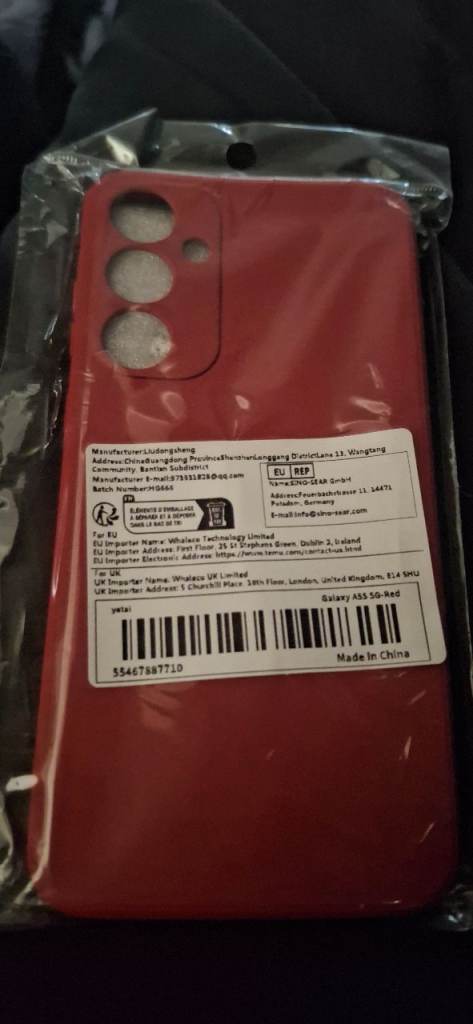 Manufacturer:Liudongsheng
Address:ChinaGuangdong ProvinceShenzhenLonggang DistrictLane 13, Wangtang
Community, Bantian Subdistrict
Manufacturer E-mail:573531828@qq.com
Batch Number:HG666
EU REP
Name:SINO-SEAR GmbH
Address:Feuerbachstrasse 11, 14471
Potsdam, Germany
E-mail:info@sino-sear.com
FR
ÉLÉMENTS D'EMBALLAGE
À SÉPARER ET À DÉPOSER
DANS LE BAC DE TRI
For EU
EU Importer Name: Whaleco Technology Limited
EU Importer Address: First Floor, 25 St Stephens Green, Dublin 2, Ireland
EU Importer Electronic Address: https://www.temu.com/contact-us.html
For UK
UK Importer Name: Whaleco UK Limited
UK Importer Address: 5 Churchill Place, 10th Floor, London, United Kingdom, E14 5HU
yetai
Galaxy A55 5G-Red
55467887710
Made In China